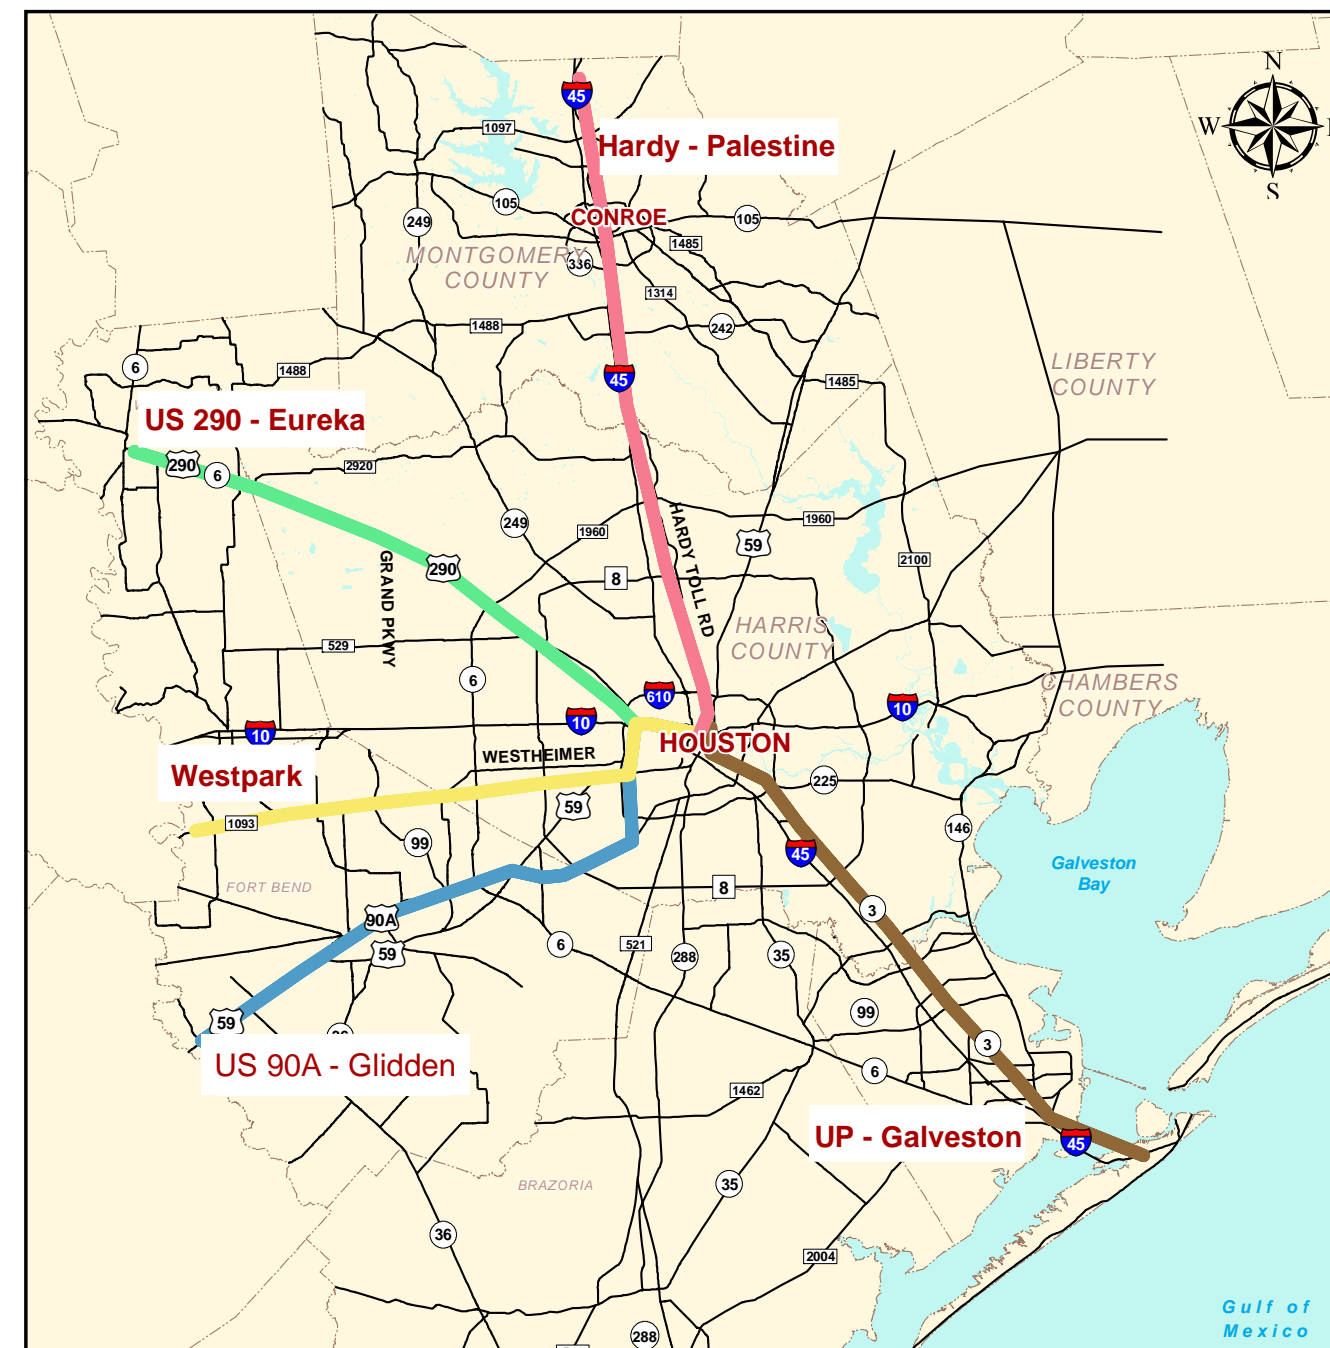 N
W
S
45
1097
Hardy - Palestine
105
CONROE
105
249
1485
MONTGOMERY
COUNTY
336
1314
1488
242
6
1488
45
1485
LIBERTY
COUNTY
US 290 - Eureka
290
6
2920
249
1960
HARDY TOLL RD
1960
59
2100
GRAND PKWY
290
8
529
HARRIS
COUNTY
6
610
CHAMBERS
COUNTY
10
10
10
HOUSTON
WESTHEIMER
Westpark
225
59
1093
146
99
45
Galveston
Bay
FORT BEND
8
90A
3
59
6
521
288
35
59
99
3
US 90A - Glidden
6
1462
UP - Galveston
45
BRAZORIA
35
36
2004
Gulf of
Mexico
288